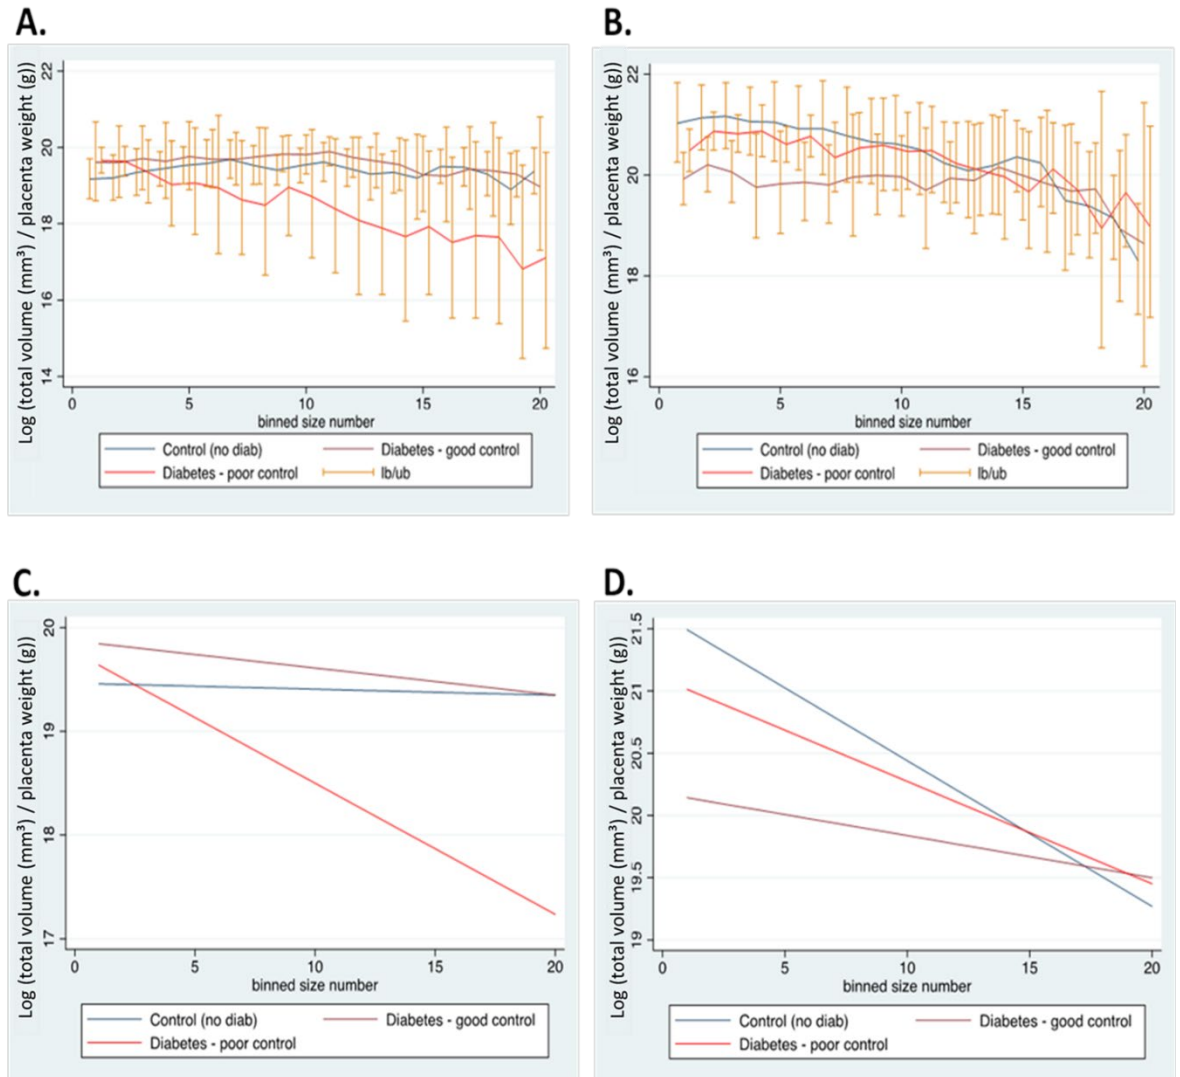 A.
Log (total volume (mm³) / placenta weight (g))
22
20
18
16
14
0 5 10 15 20
binned size number
Control (no diab) Diabetes - good control
Diabetes - poor control lb/ub
B.
Log (total volume (mm³) / placenta weight (g))
22
20
18
16
0 5 10 15 20
binned size number
Control (no diab) Diabetes - good control
Diabetes - poor control lb/ub
C.
Log (total volume (mm³) / placenta weight (g))
20
19
18
17
0 5 10 15 20
binned size number
Control (no diab) Diabetes - good control
Diabetes - poor control
D.
Log (total volume (mm³) / placenta weight (g))
21.5
21
20.5
20
19.5
19
0 5 10 15 20
binned size number
Control (no diab) Diabetes - good control
Diabetes - poor control